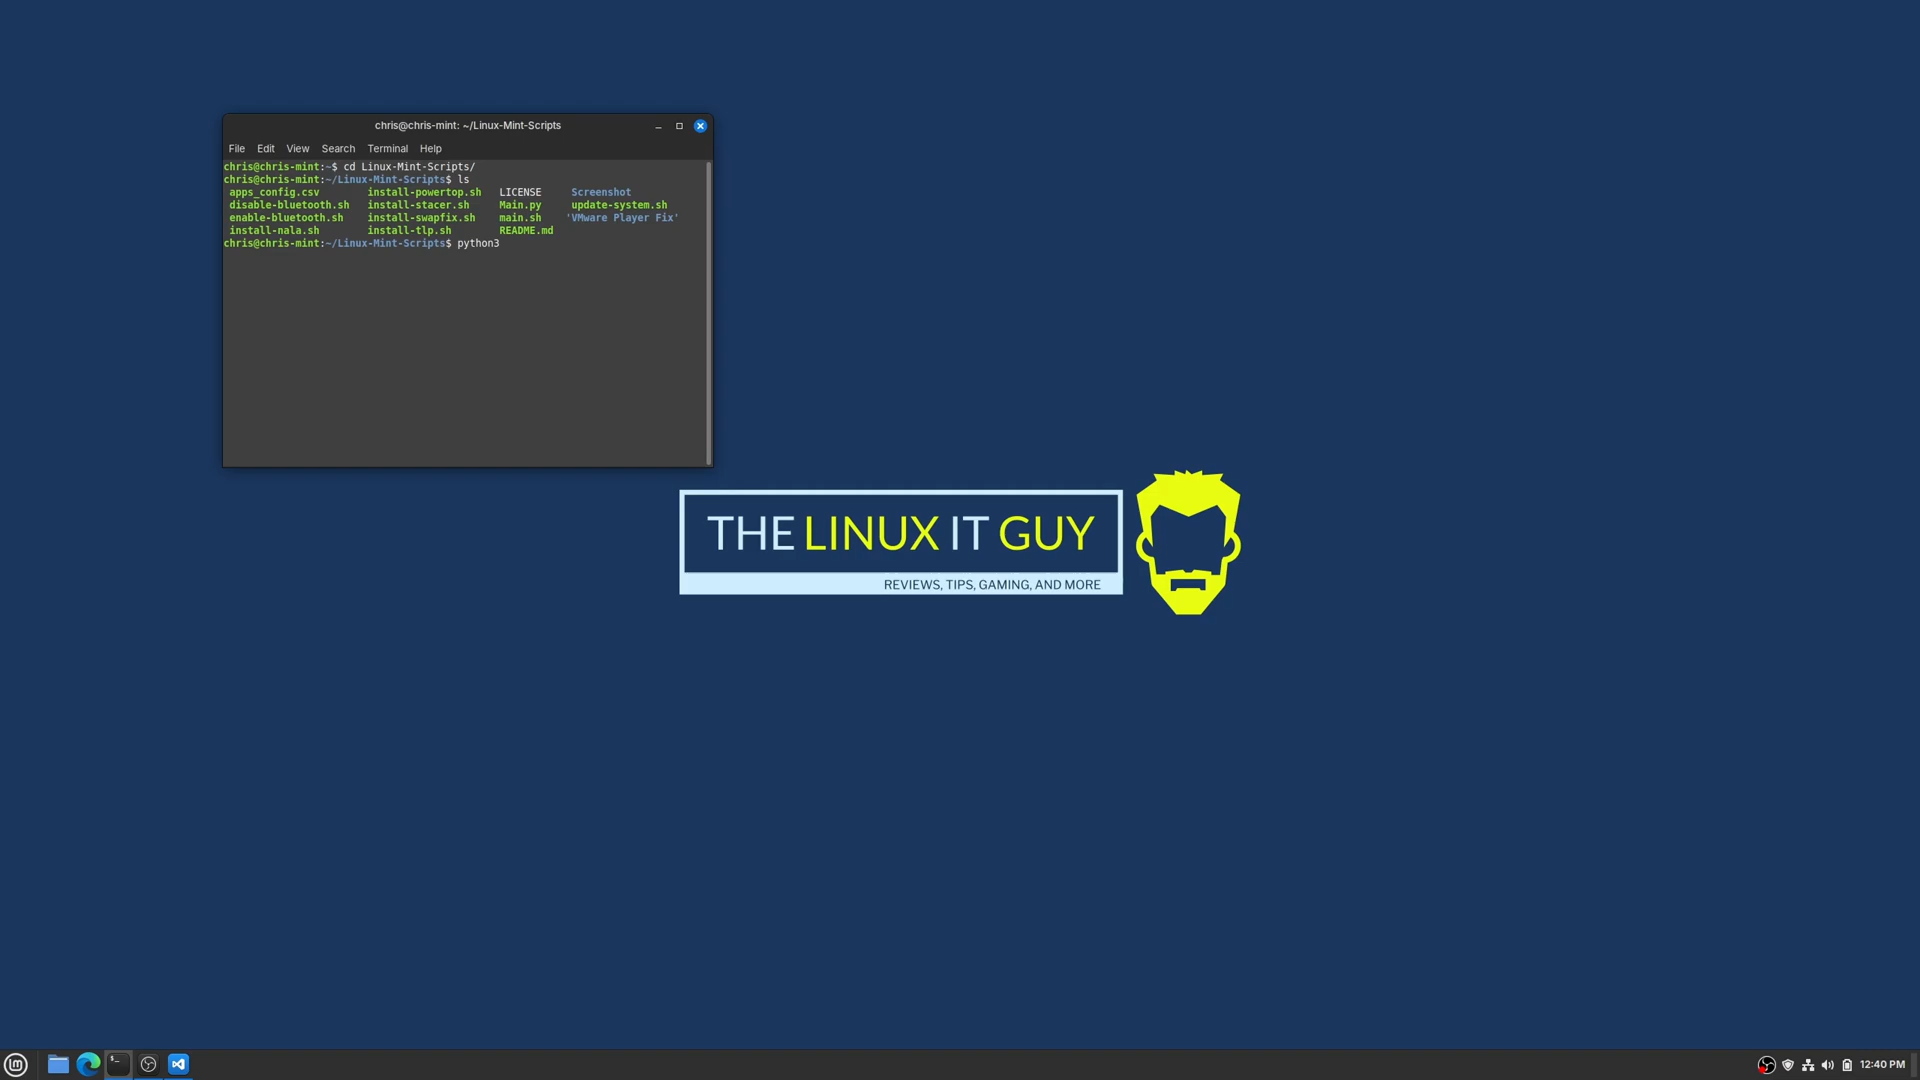 chris@chris-mint: ~/Linux-Mint-Scripts
File Edit View Search Terminal Help
chris@chris-mint:~$ cd Linux-Mint-Scripts/
chris@chris-mint:~/Linux-Mint-Scripts$ ls
apps_config.csv install-powertop.sh LICENSE Screenshot
disable-bluetooth.sh install-stacer.sh Main.py update-system.sh
enable-bluetooth.sh install-swapfix.sh main.sh 'VMware Player Fix'
install-nala.sh install-tlp.sh README.md
chris@chris-mint:~/Linux-Mint-Scripts$ python3
THE LINUX IT GUY
REVIEWS, TIPS, GAMING, AND MORE
12:40 PM